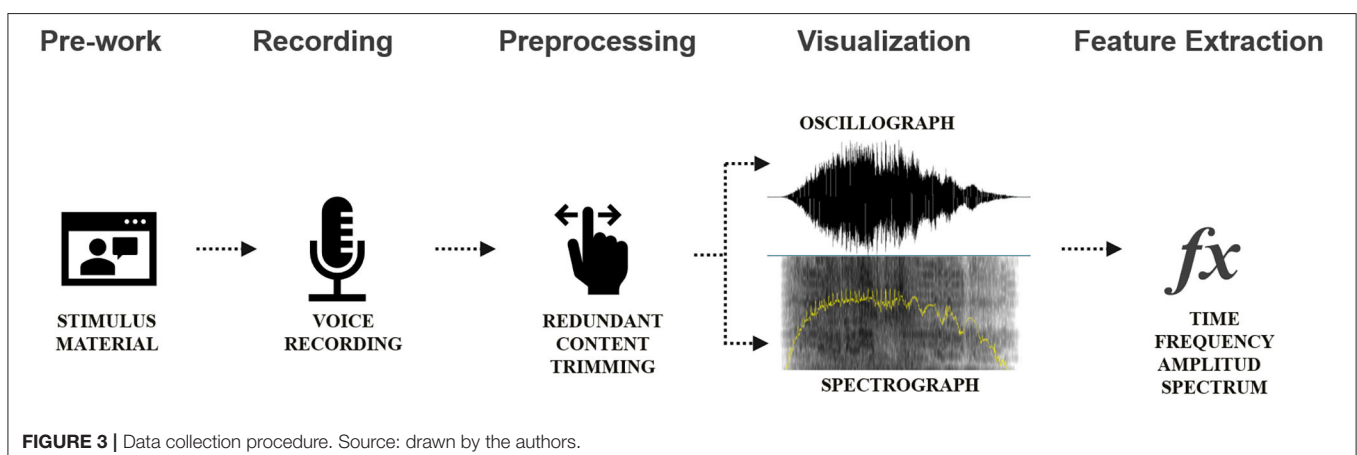 Pre-work
Recording
Preprocessing
Visualization
Feature Extraction
STIMULUS
MATERIAL
VOICE
RECORDING
REDUNDANT
CONTENT
TRIMMING
OSCILLOGRAPH
SPECTROGRAPH
fx
TIME
FREQUENCY
AMPLITUD
SPECTRUM
FIGURE 3 | Data collection procedure. Source: drawn by the authors.